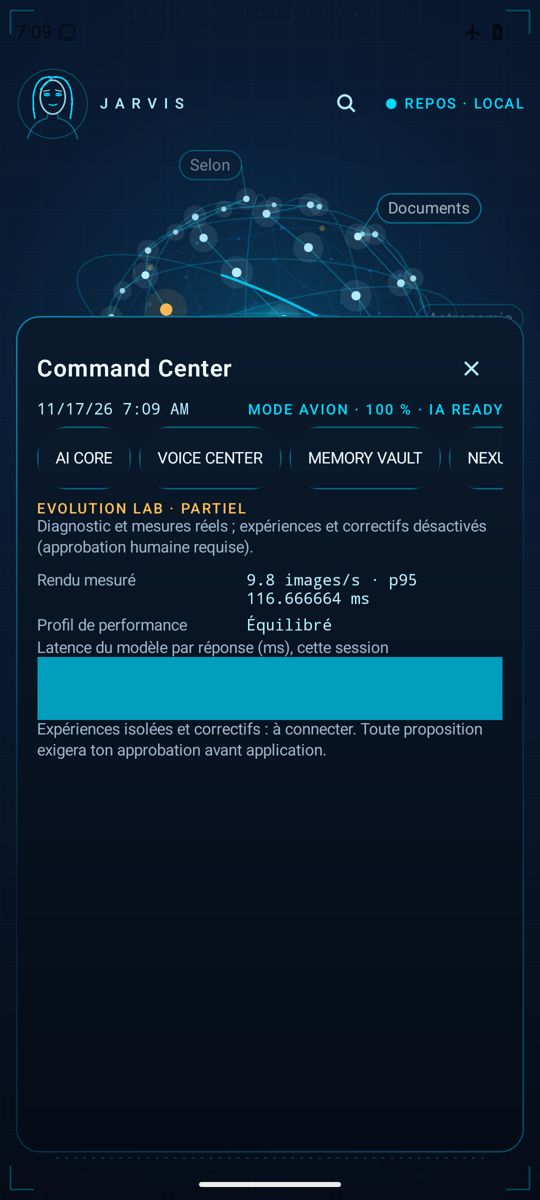 7:09
JARVIS
REPOS · LOCAL
Selon
Documents
Command Center
11/17/26 7:09 AM
MODE AVION · 100 % · IA READY
AI CORE
VOICE CENTER
MEMORY VAULT
EVOLUTION LAB · PARTIEL
Diagnostic et mesures réels ; expériences et correctifs désactivés
(approbation humaine requise).
Rendu mesuré
9.8 images/s · p95
116.666664 ms
Profil de performance
Équilibré
Latence du modèle par réponse (ms), cette session
Expériences isolées et correctifs : à connecter. Toute proposition
exigera ton approbation avant application.